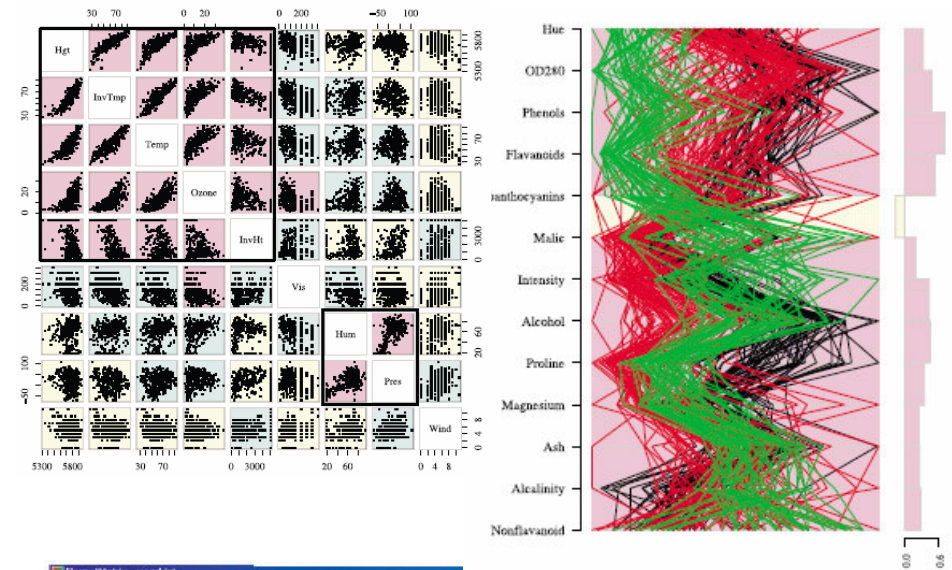 30 70
0 20
0 200
−50 100
Hgt
5300 5800
InvTmp
30 70
Temp
30 70
Ozone
0 20
InvHt
0 3000
Vis
0 200
Hum
20 60
Pres
−50 100
Wind
0 4 8
5300 5800
30 70
0 3000
20 60
0 4 8
Hue
OD280
Phenols
Flavanoids
anthocyanins
Malic
Intensity
Alcohol
Proline
Magnesium
Ash
Alcalinity
Nonflavanoid
0.0 0.6